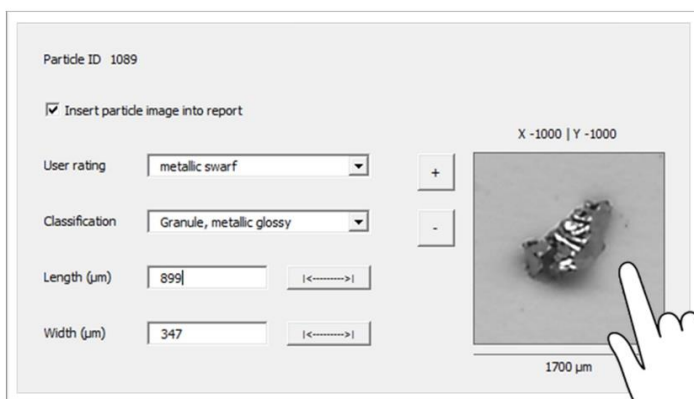 Particle ID 1089
Insert particle image into report
X -1000 | Y -1000
User rating metallic swarf +
Classification Granule, metallic glossy -
Length (µm) 899 |<--------->|
Width (µm) 347 |<--------->|
1700 µm